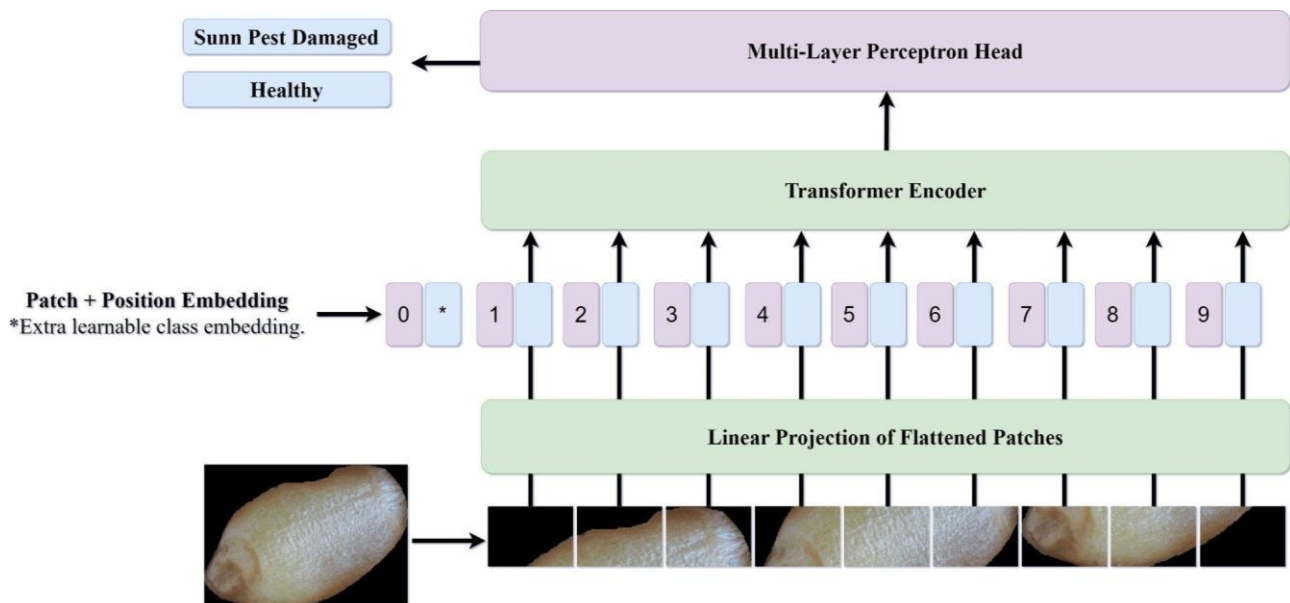 Sunn Pest Damaged
Healthy
Multi-Layer Perceptron Head
Transformer Encoder
Patch + Position Embedding
*Extra learnable class embedding.
0 * 1 2 3 4 5 6 7 8 9
Linear Projection of Flattened Patches